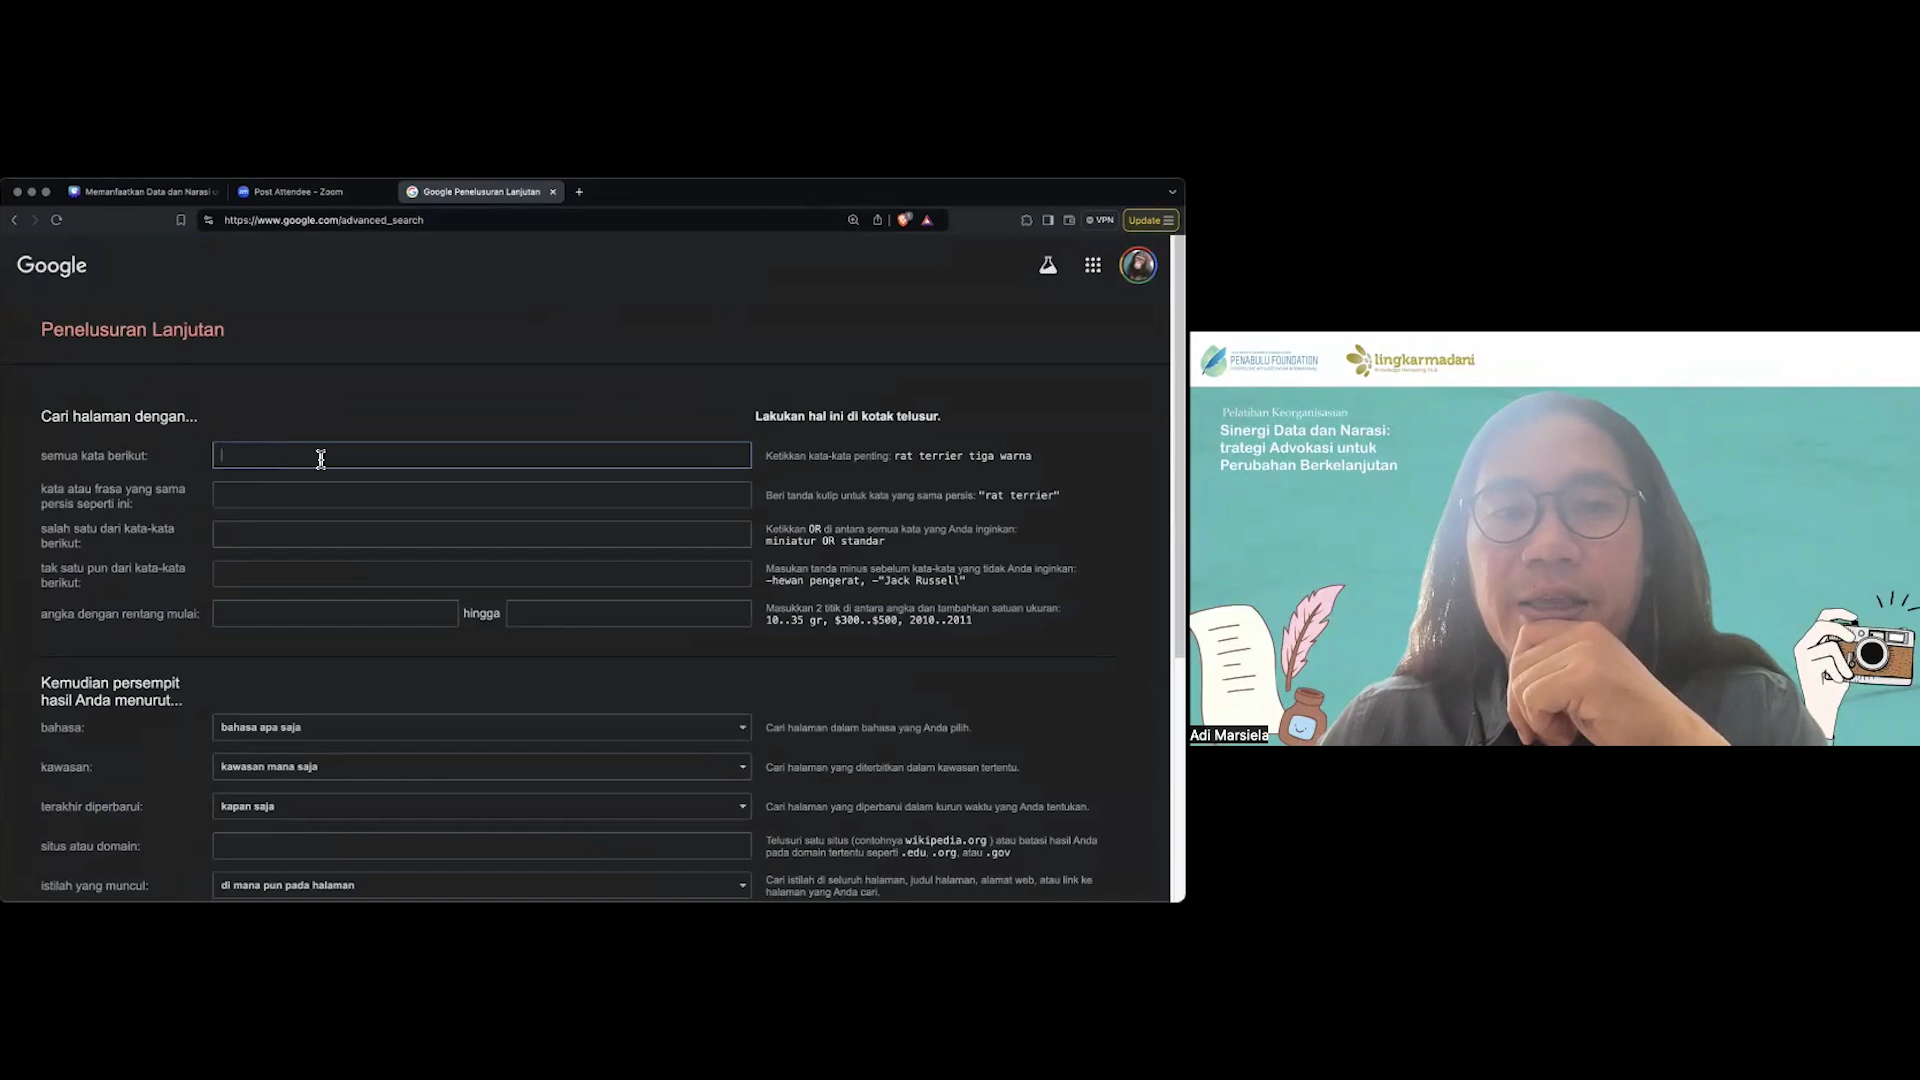 Memanfaatkan Data dan Narasi u
Post Attendee - Zoom
Google Penelusuran Lanjutan
https://www.google.com/advanced_search
VPN
Update
Google
Penelusuran Lanjutan
Cari halaman dengan...
Lakukan hal ini di kotak telusur.
semua kata berikut:
Ketikkan kata-kata penting: rat terrier tiga warna
kata atau frasa yang sama
persis seperti ini:
Beri tanda kutip untuk kata yang sama persis: "rat terrier"
salah satu dari kata-kata
berikut:
Ketikkan OR di antara semua kata yang Anda inginkan:
miniatur OR standar
tak satu pun dari kata-kata
berikut:
Masukan tanda minus sebelum kata-kata yang tidak Anda inginkan:
-hewan pengerat, -"Jack Russell"
angka dengan rentang mulai:
hingga
Masukkan 2 titik di antara angka dan tambahkan satuan ukuran:
10..35 gr, $300..$500, 2010..2011
Kemudian persempit
hasil Anda menurut...
bahasa:
bahasa apa saja
Cari halaman dalam bahasa yang Anda pilih.
kawasan:
kawasan mana saja
Cari halaman yang diterbitkan dalam kawasan tertentu.
terakhir diperbarui:
kapan saja
Cari halaman yang diperbarui dalam kurun waktu yang Anda tentukan.
situs atau domain:
Telusuri satu situs (contohnya wikipedia.org ) atau batasi hasil Anda
pada domain tertentu seperti .edu, .org, atau .gov
istilah yang muncul:
di mana pun pada halaman
Cari istilah di seluruh halaman, judul halaman, alamat web, atau link ke
halaman yang Anda cari.
PENABULU FOUNDATION
lingkarmadani
Pelatihan Keorganisasian
Sinergi Data dan Narasi:
trategi Advokasi untuk
Perubahan Berkelanjutan
Adi Marsiela